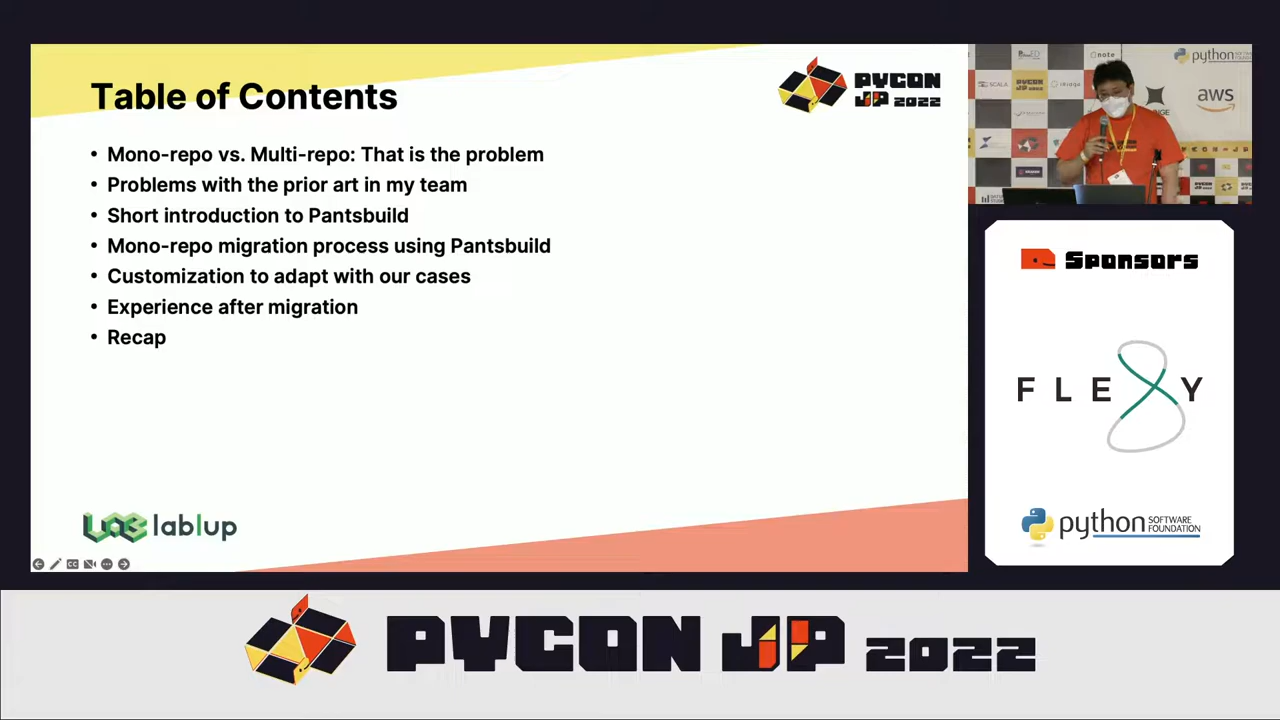 Table of Contents
PYCON
JP 2022
• Mono-repo vs. Multi-repo: That is the problem
• Problems with the prior art in my team
• Short introduction to Pantsbuild
• Mono-repo migration process using Pantsbuild
• Customization to adapt with our cases
• Experience after migration
• Recap
lablup
note
python
aws
Sponsors
FLE8Y
python SOFTWARE FOUNDATION
PYCON JP 2022